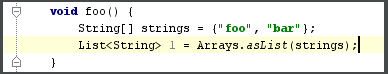 void foo() {
String[] strings = {"foo", "bar"};
List<String> l = Arrays.asList(strings);
}